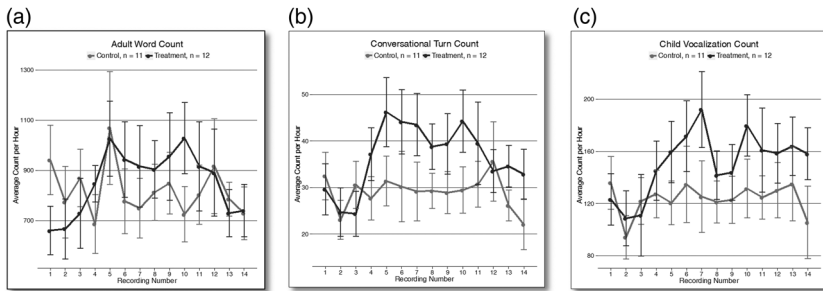 (a)
Adult Word Count
Control, n = 11 Treatment, n = 12
Average Count per Hour
1300
1100
900
700
1 2 3 4 5 6 7 8 9 10 11 12 13 14
Recording Number
(b)
Conversational Turn Count
Control, n = 11 Treatment, n = 12
Average Count per Hour
50
40
30
20
1 2 3 4 5 6 7 8 9 10 11 12 13 14
Recording Number
(c)
Child Vocalization Count
Control, n = 11 Treatment, n = 12
Average Count per Hour
200
160
120
80
1 2 3 4 5 6 7 8 9 10 11 12 13 14
Recording Number